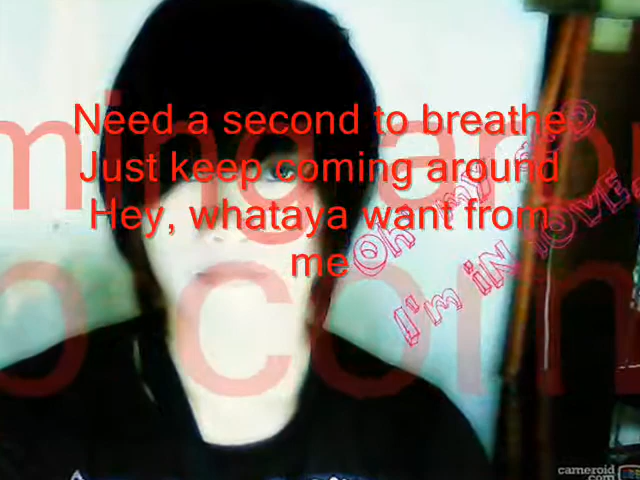 Need a second to breathe
Just keep coming around
Hey, whataya want from
me
Oh my
I'm iN LOVE.
cameroid
.com